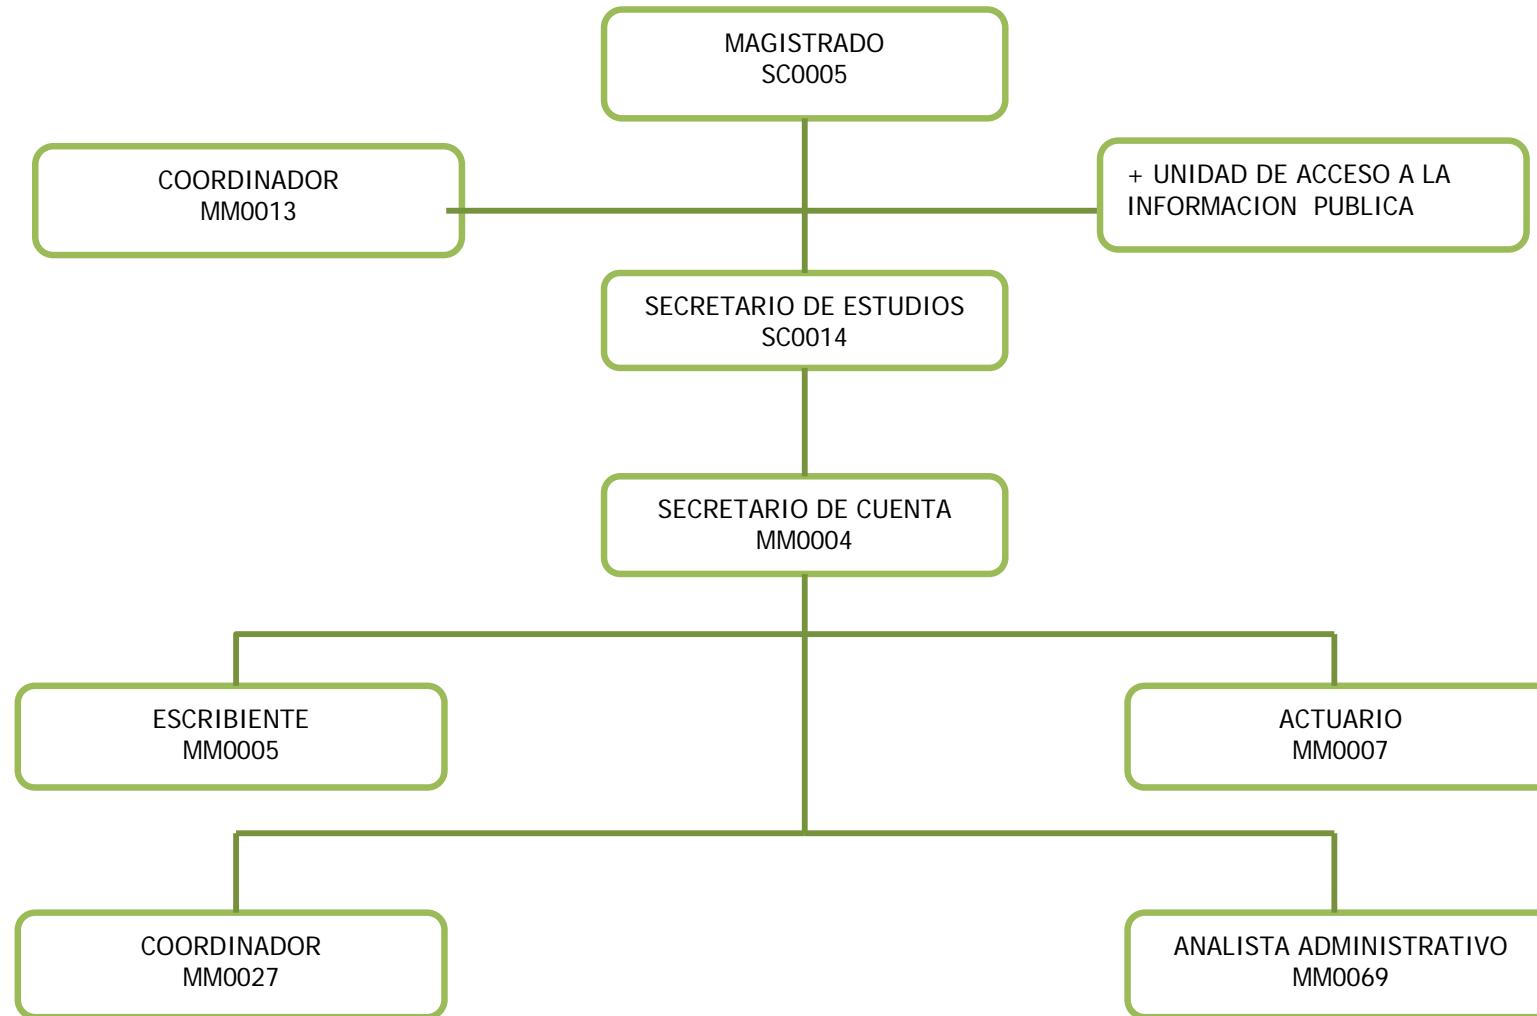 MAGISTRADO
SC0005
COORDINADOR
MM0013
+ UNIDAD DE ACCESO A LA
INFORMACION  PUBLICA
SECRETARIO DE ESTUDIOS
SC0014
SECRETARIO DE CUENTA
MM0004
ESCRIBIENTE
MM0005
ACTUARIO
MM0007
COORDINADOR
MM0027
ANALISTA ADMINISTRATIVO
MM0069